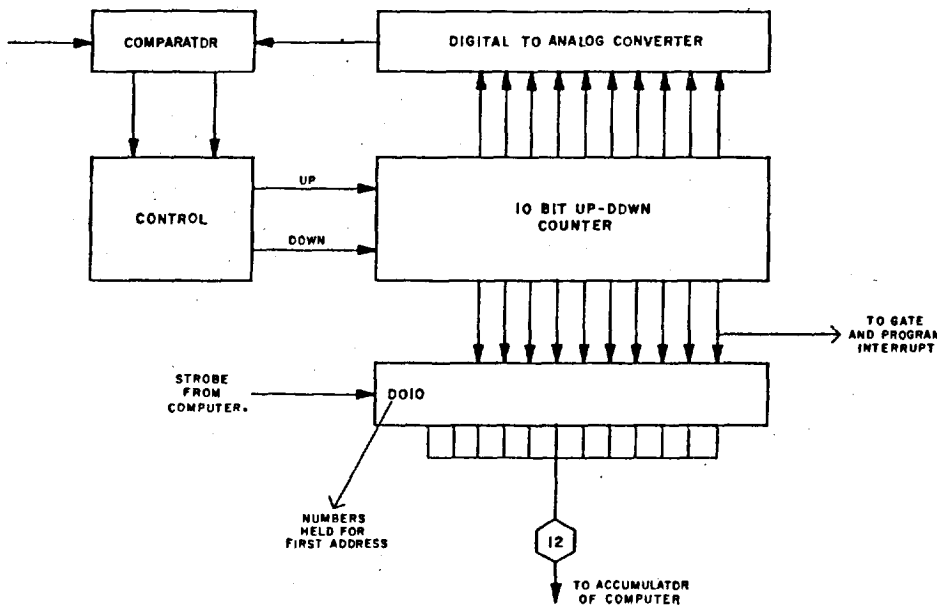 COMPARATOR
DIGITAL TO ANALOG CONVERTER
CONTROL
UP
DOWN
10 BIT UP-DOWN
COUNTER
TO GATE
AND PROGRAM
INTERRUPT
STROBE
FROM
COMPUTER.
D010
NUMBERS
HELD FOR
FIRST ADDRESS
12
TO ACCUMULATOR
OF COMPUTER